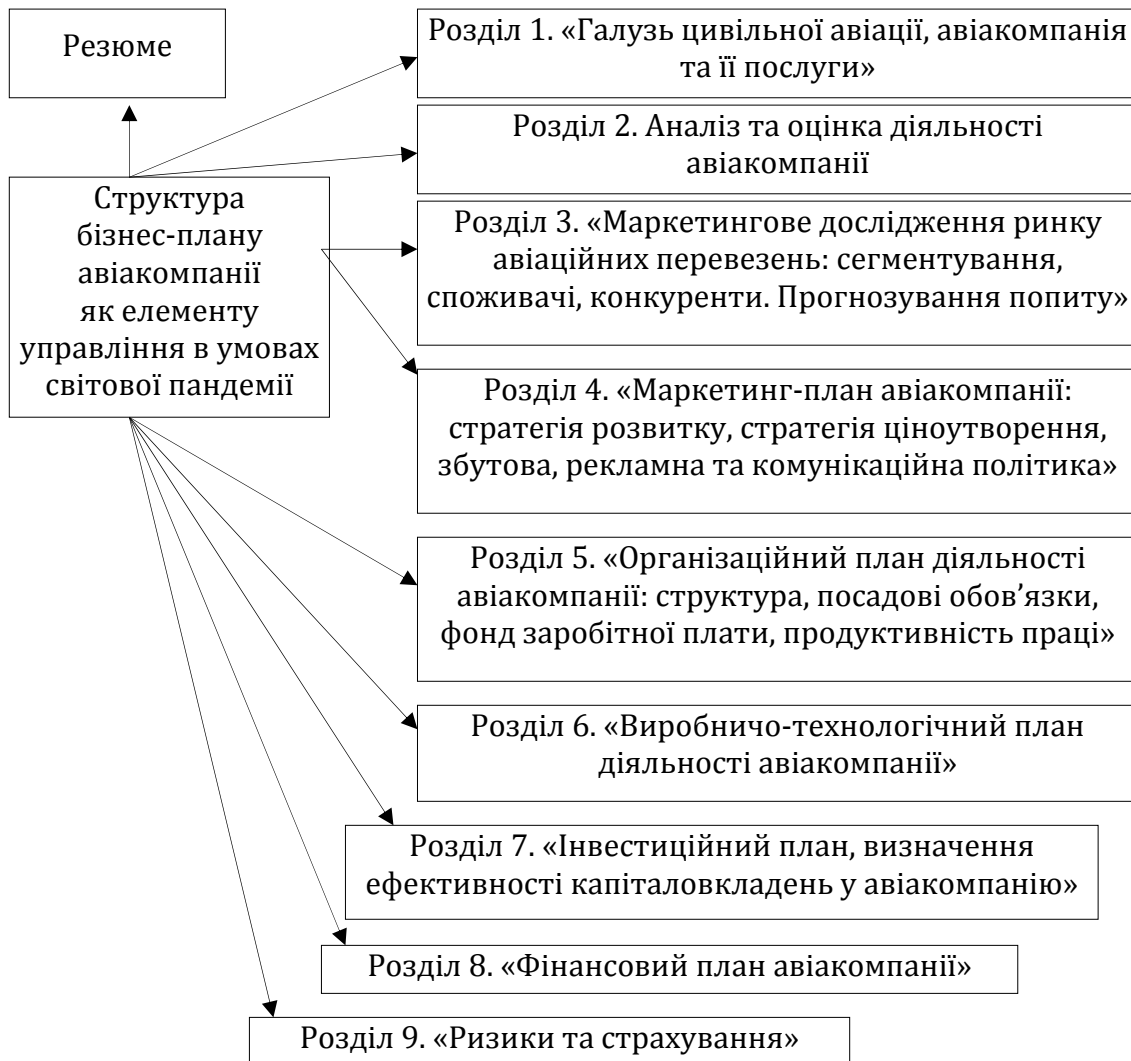 Резюме
Розділ 1. «Галузь цивільної авіації, авіакомпанія
та її послуги»
Розділ 2. Аналіз та оцінка діяльності
авіакомпанії
Структура
бізнес-плану
авіакомпанії
як елементу
управління в умовах
світової пандемії
Розділ 3. «Маркетингове дослідження ринку
авіаційних перевезень: сегментування,
споживачі, конкуренти. Прогнозування попиту»
Розділ 4. «Маркетинг-план авіакомпанії:
стратегія розвитку, стратегія ціноутворення,
збутова, рекламна та комунікаційна політика»
Розділ 5. «Організаційний план діяльності
авіакомпанії: структура, посадові обов’язки,
фонд заробітної плати, продуктивність праці»
Розділ 6. «Виробничо-технологічний план
діяльності авіакомпанії»
Розділ 7. «Інвестиційний план, визначення
ефективності капіталовкладень у авіакомпанію»
Розділ 8. «Фінансовий план авіакомпанії»
Розділ 9. «Ризики та страхування»